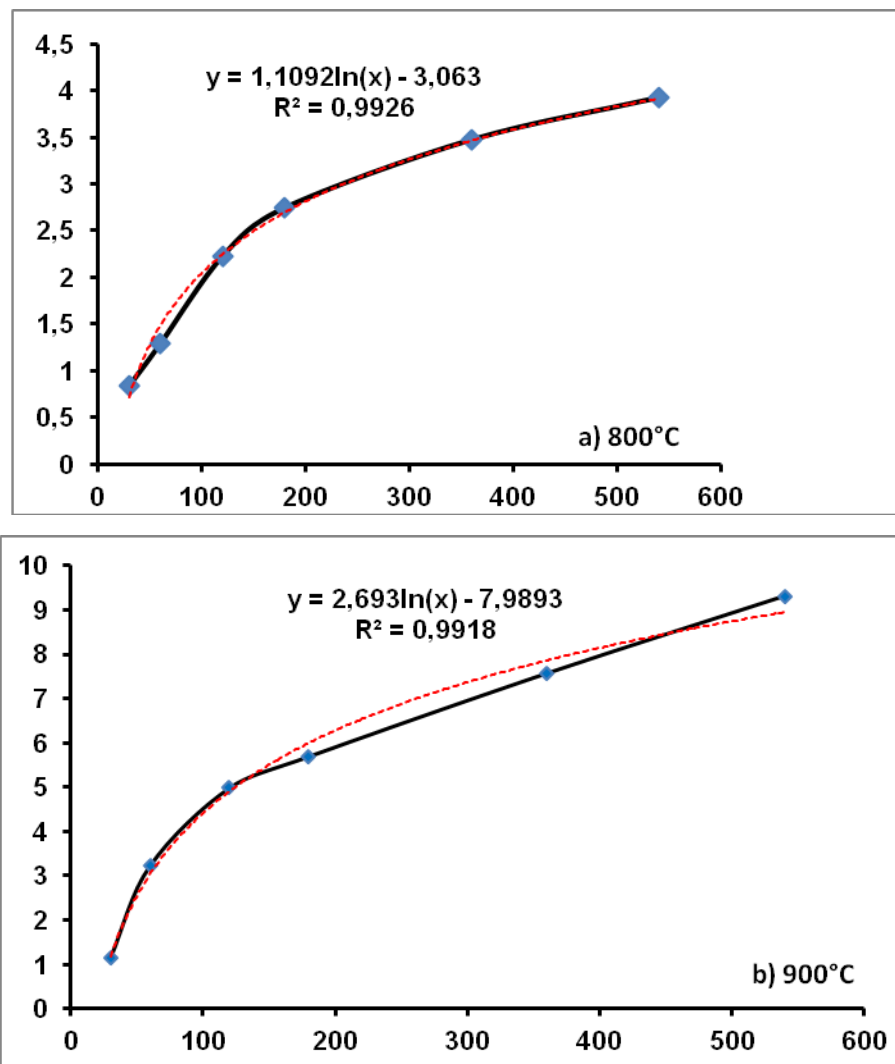 4,5
y = 1,1092ln(x) - 3,063
4
R² = 0,9926
3,5
3
2,5
2
1,5
1
0,5
a) 800°C
0
0 100 200 300 400 500 600
10
y = 2,693ln(x) - 7,9893
9
R² = 0,9918
8
7
6
5
4
3
2
1
b) 900°C
0
0 100 200 300 400 500 600